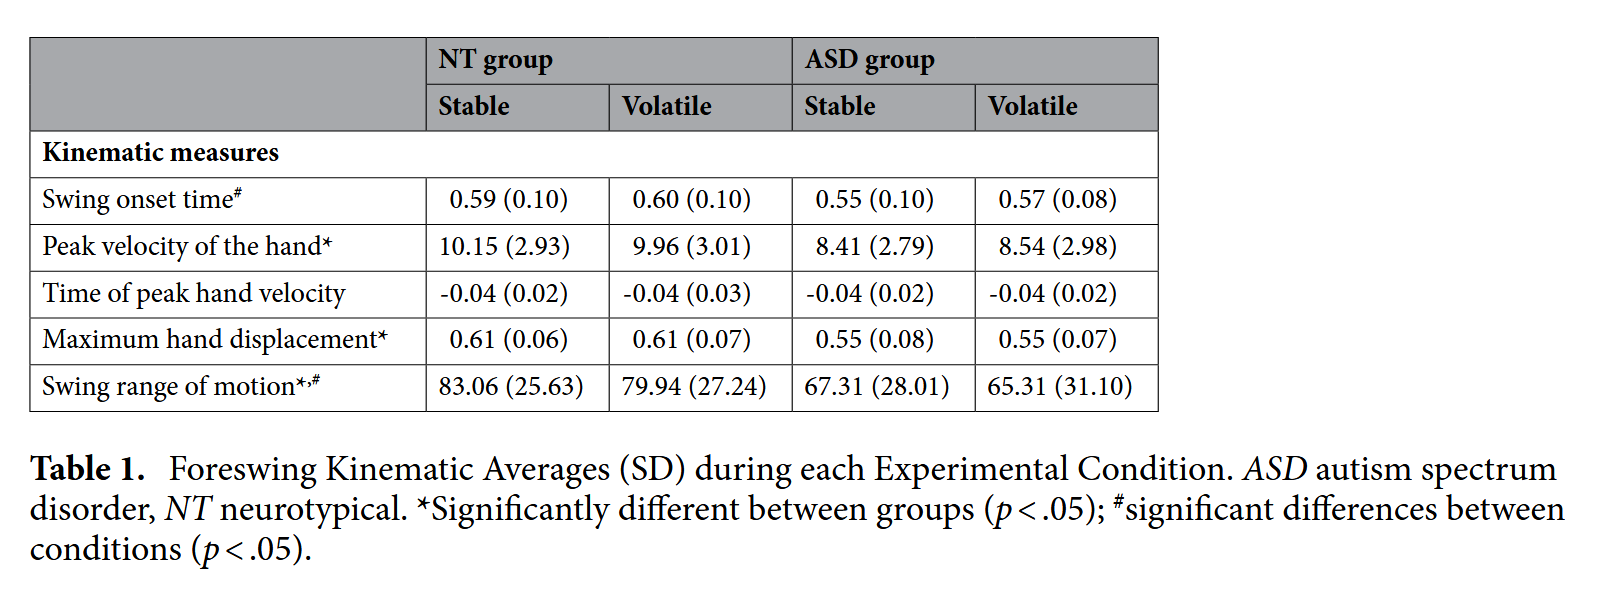 NT group ASD group
Stable Volatile Stable Volatile
Kinematic measures
Swing onset time# 0.59 (0.10) 0.60 (0.10) 0.55 (0.10) 0.57 (0.08)
Peak velocity of the hand* 10.15 (2.93) 9.96 (3.01) 8.41 (2.79) 8.54 (2.98)
Time of peak hand velocity -0.04 (0.02) -0.04 (0.03) -0.04 (0.02) -0.04 (0.02)
Maximum hand displacement* 0.61 (0.06) 0.61 (0.07) 0.55 (0.08) 0.55 (0.07)
Swing range of motion*,# 83.06 (25.63) 79.94 (27.24) 67.31 (28.01) 65.31 (31.10)
Table 1. Foreswing Kinematic Averages (SD) during each Experimental Condition. ASD autism spectrum
disorder, NT neurotypical. *Significantly different between groups (p < .05); #significant differences between
conditions (p < .05).